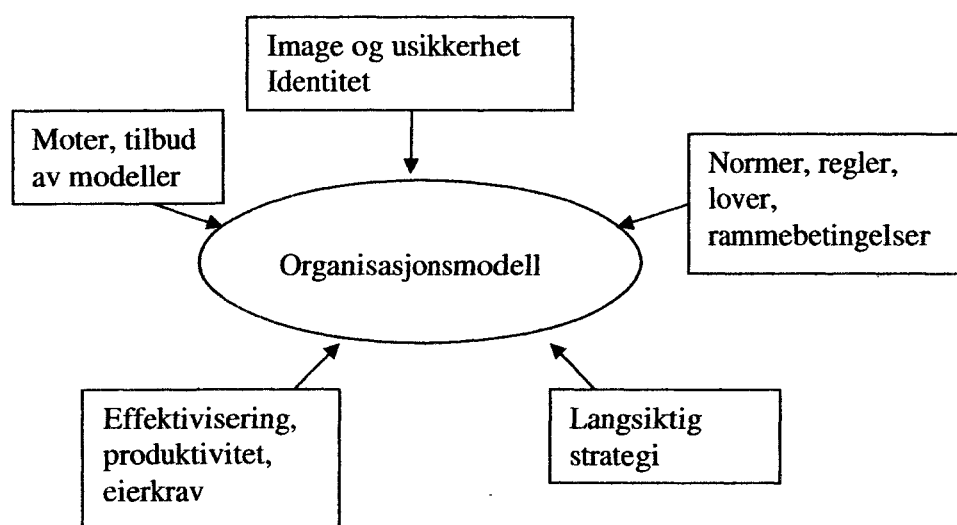 Image og usikkerhet
Identitet
Moter, tilbud
av modeller
Normer, regler,
lover,
rammebetingelser
Organisasjonsmodell
Effektivisering,
produktivitet,
eierkrav
Langsiktig
strategi